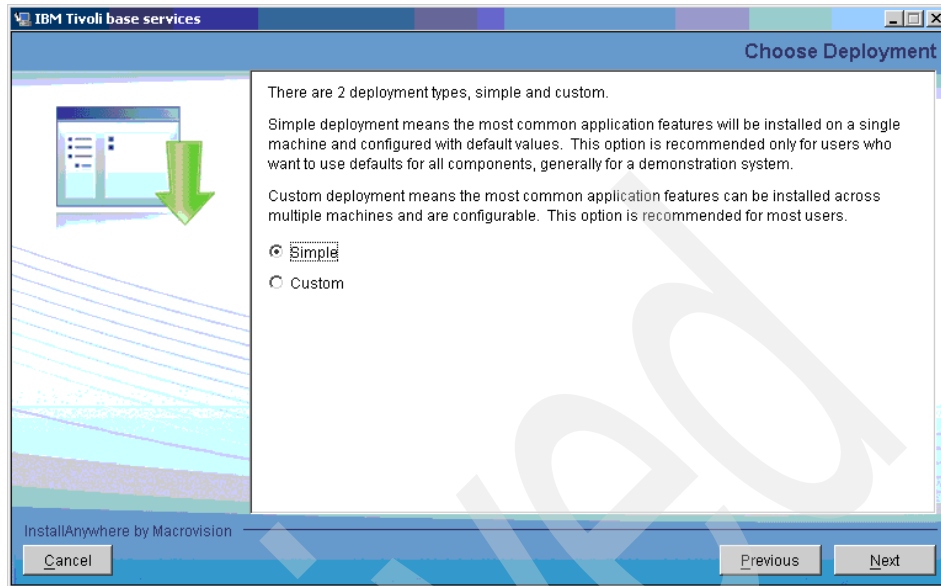 IBM Tivoli base services
Choose Deployment
There are 2 deployment types, simple and custom.
Simple deployment means the most common application features will be installed on a single
machine and configured with default values. This option is recommended only for users who
want to use defaults for all components, generally for a demonstration system.
Custom deployment means the most common application features can be installed across
multiple machines and are configurable. This option is recommended for most users.
Simple
Custom
InstallAnywhere by Macrovision
Cancel
Previous
Next